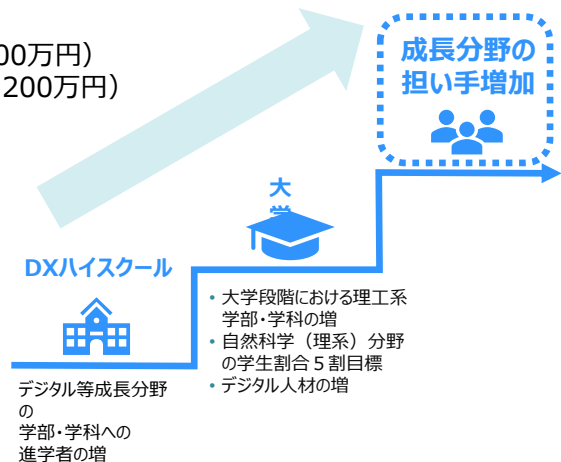 00万円）
200万円）
成長分野の
担い手増加
大
学
DXハイスクール
• 大学段階における理工系
学部・学科の増
• 自然科学（理系）分野
の学生割合５割目標
• デジタル人材の増
デジタル等成長分野
の
学部・学科への
進学者の増